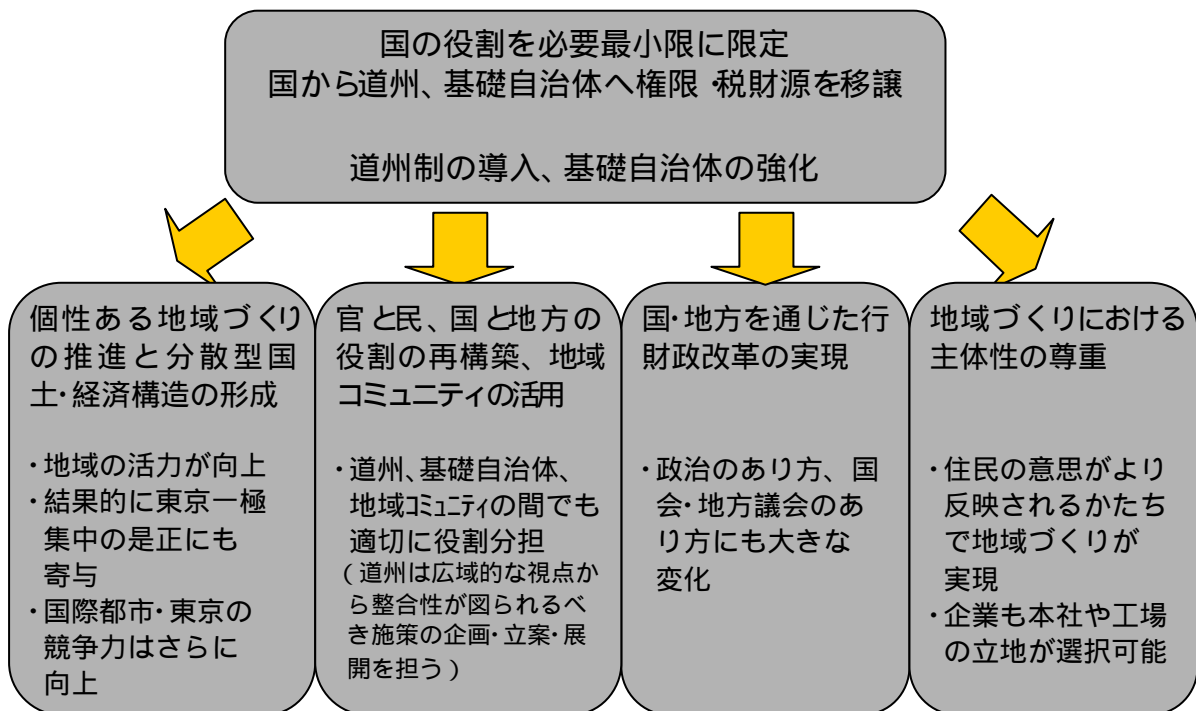 国の役割を必要最小限に限定
国から道州、基礎自治体へ権限・税財源を移譲
道州制の導入、基礎自治体の強化
個性ある地域づくり
の推進と分散型国
土・経済構造の形成
・地域の活力が向上
・結果的に東京一極
集中の是正にも
寄与
・国際都市・東京の
競争力はさらに
向上
官と民、国と地方の
役割の再構築、地域
コミュニティの活用
・道州、基礎自治体、
地域コミュニティの間でも
適切に役割分担
(道州は広域的な視点か
ら整合性が図られるべ
き施策の企画・立案・展
開を担う)
国・地方を通じた行
財政改革の実現
・政治のあり方、国
会・地方議会のあ
り方にも大きな
変化
地域づくりにおける
主体性の尊重
・住民の意思がより
反映されるかたち
で地域づくりが
実現
・企業も本社や工場
の立地が選択可能